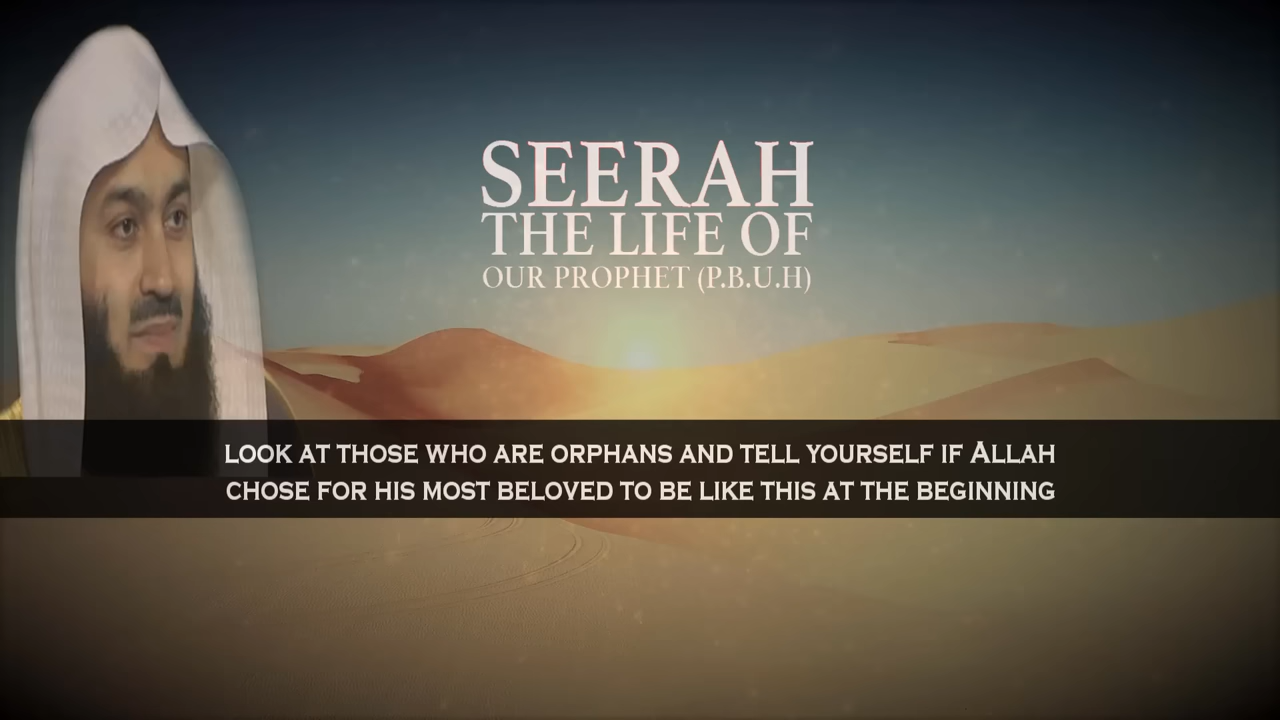 SEERAH
THE LIFE OF
OUR PROPHET (P.B.U.H)
LOOK AT THOSE WHO ARE ORPHANS AND TELL YOURSELF IF ALLAH
CHOSE FOR HIS MOST BELOVED TO BE LIKE THIS AT THE BEGINNING